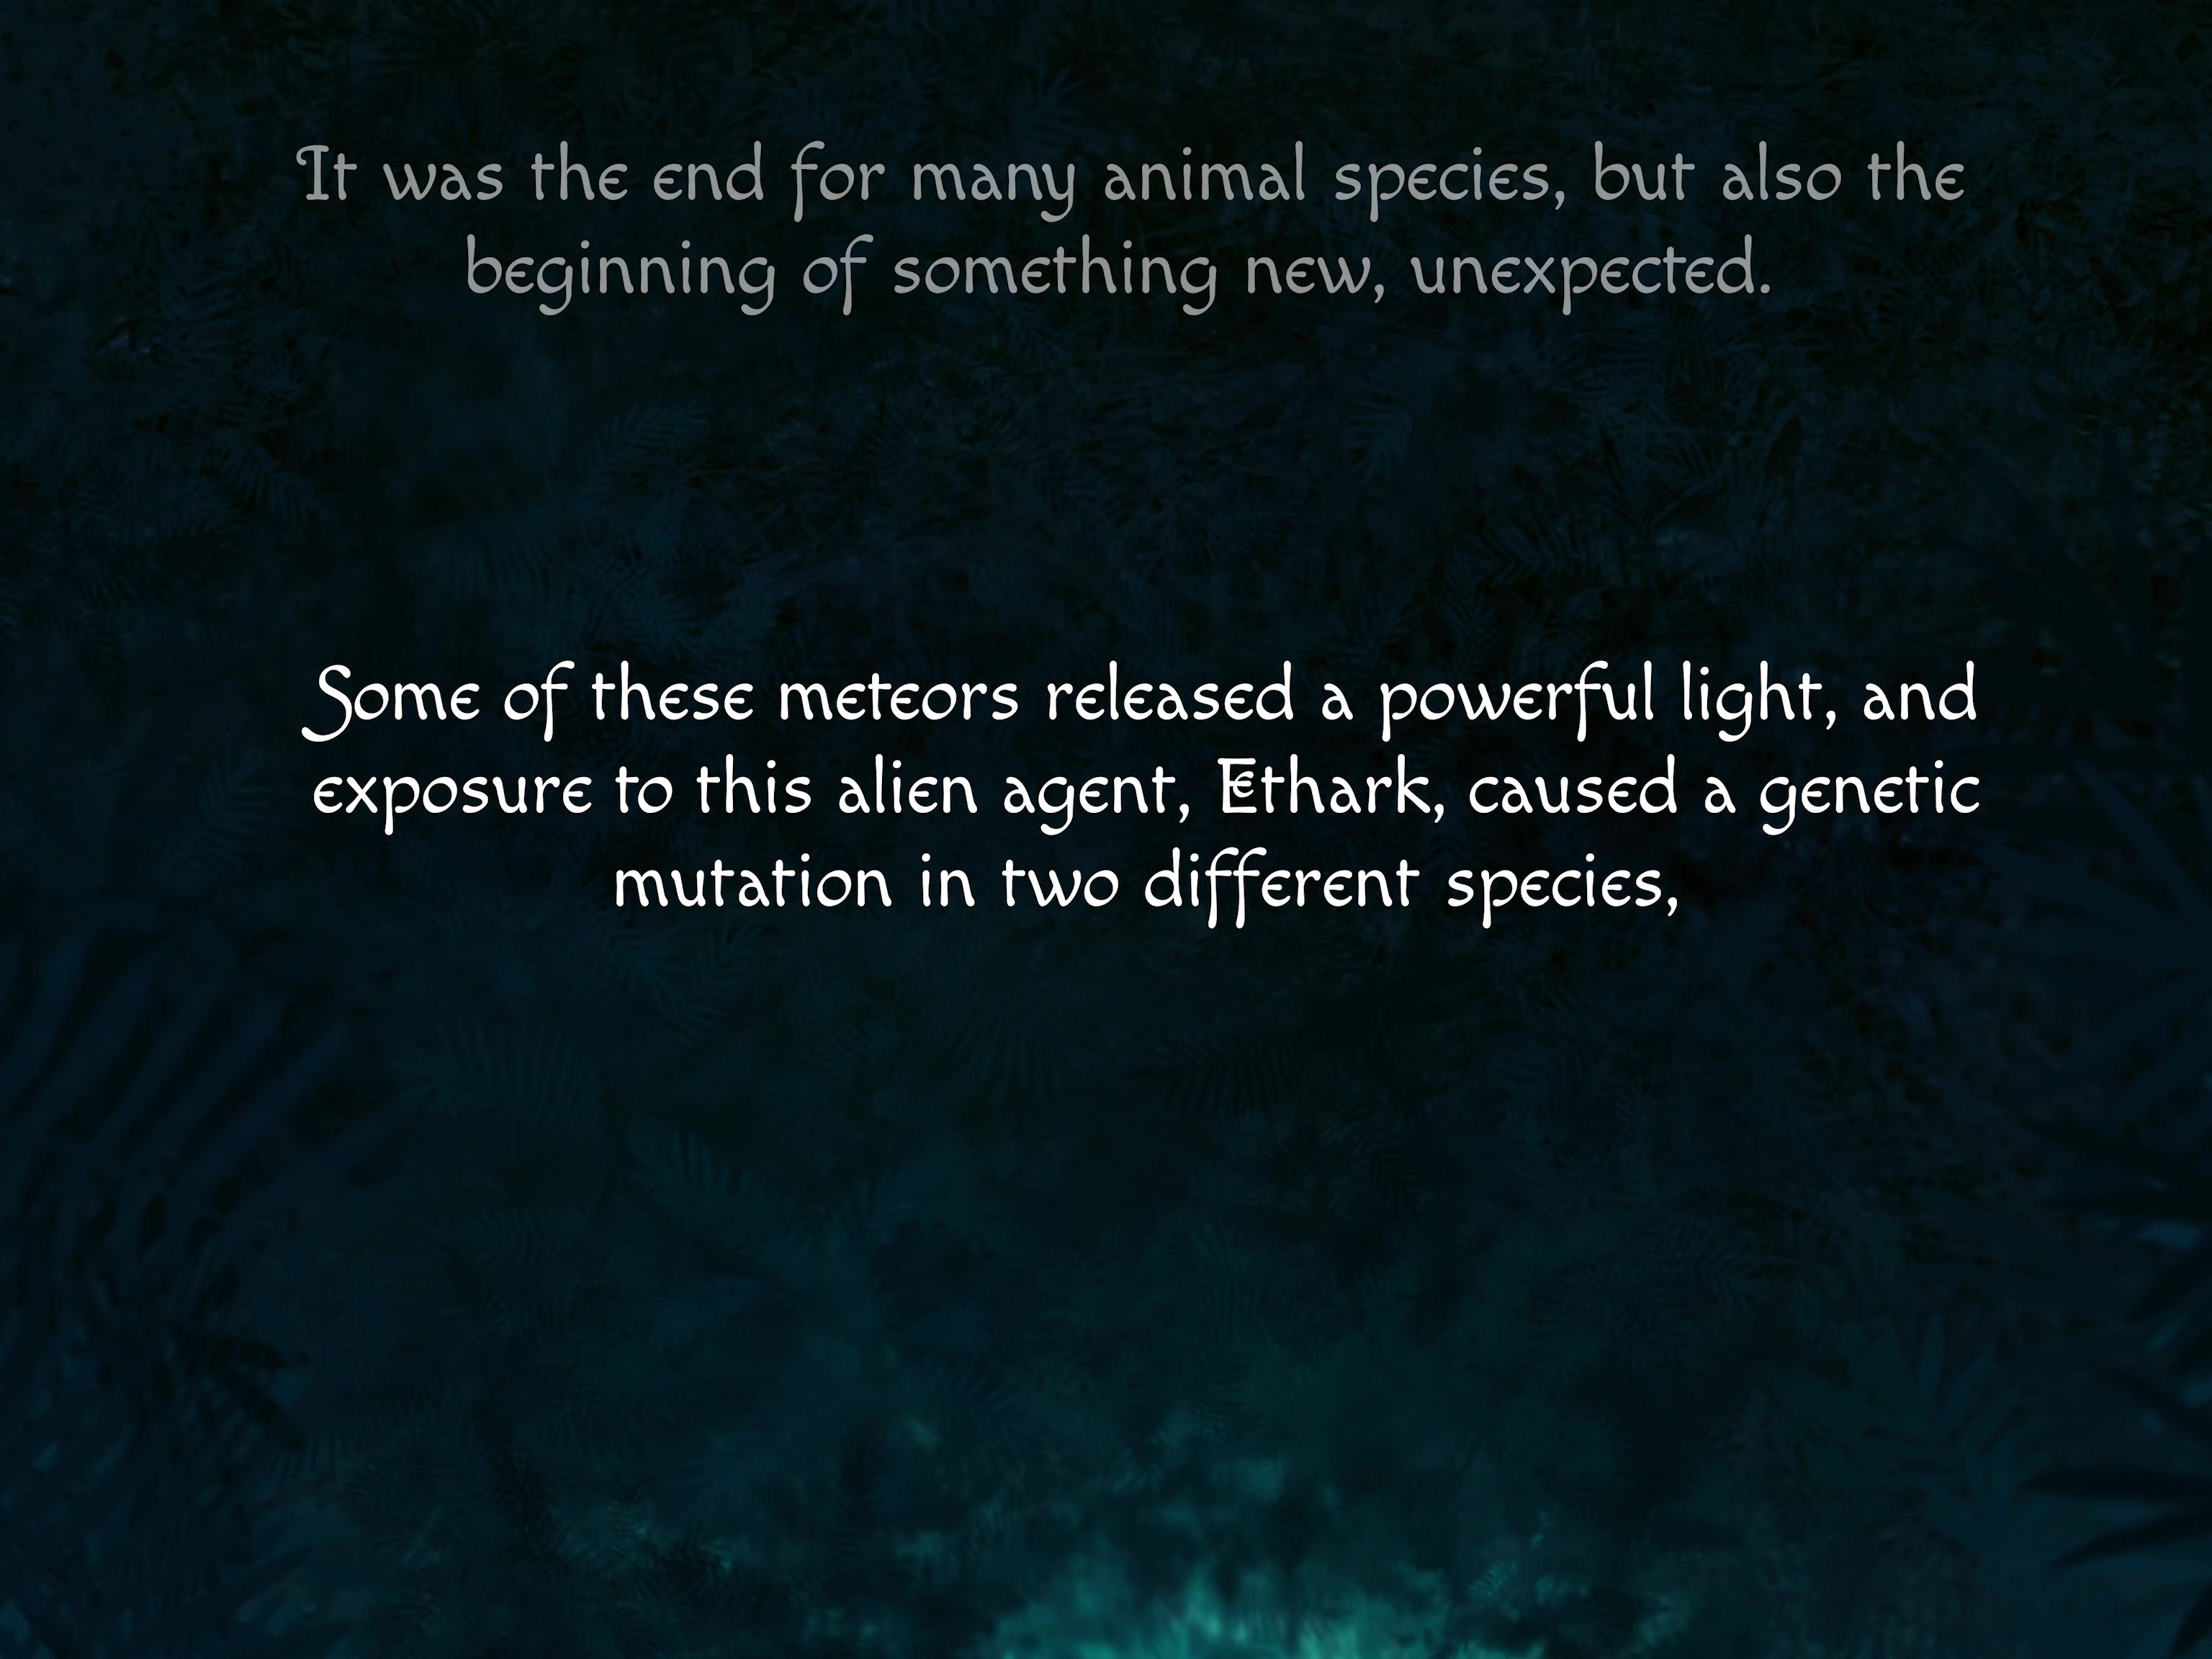 It was the end for many animal species, but also the
beginning of something new, unexpected.
Some of these meteors released a powerful light, and
exposure to this alien agent, Ethark, caused a genetic
mutation in two different species,